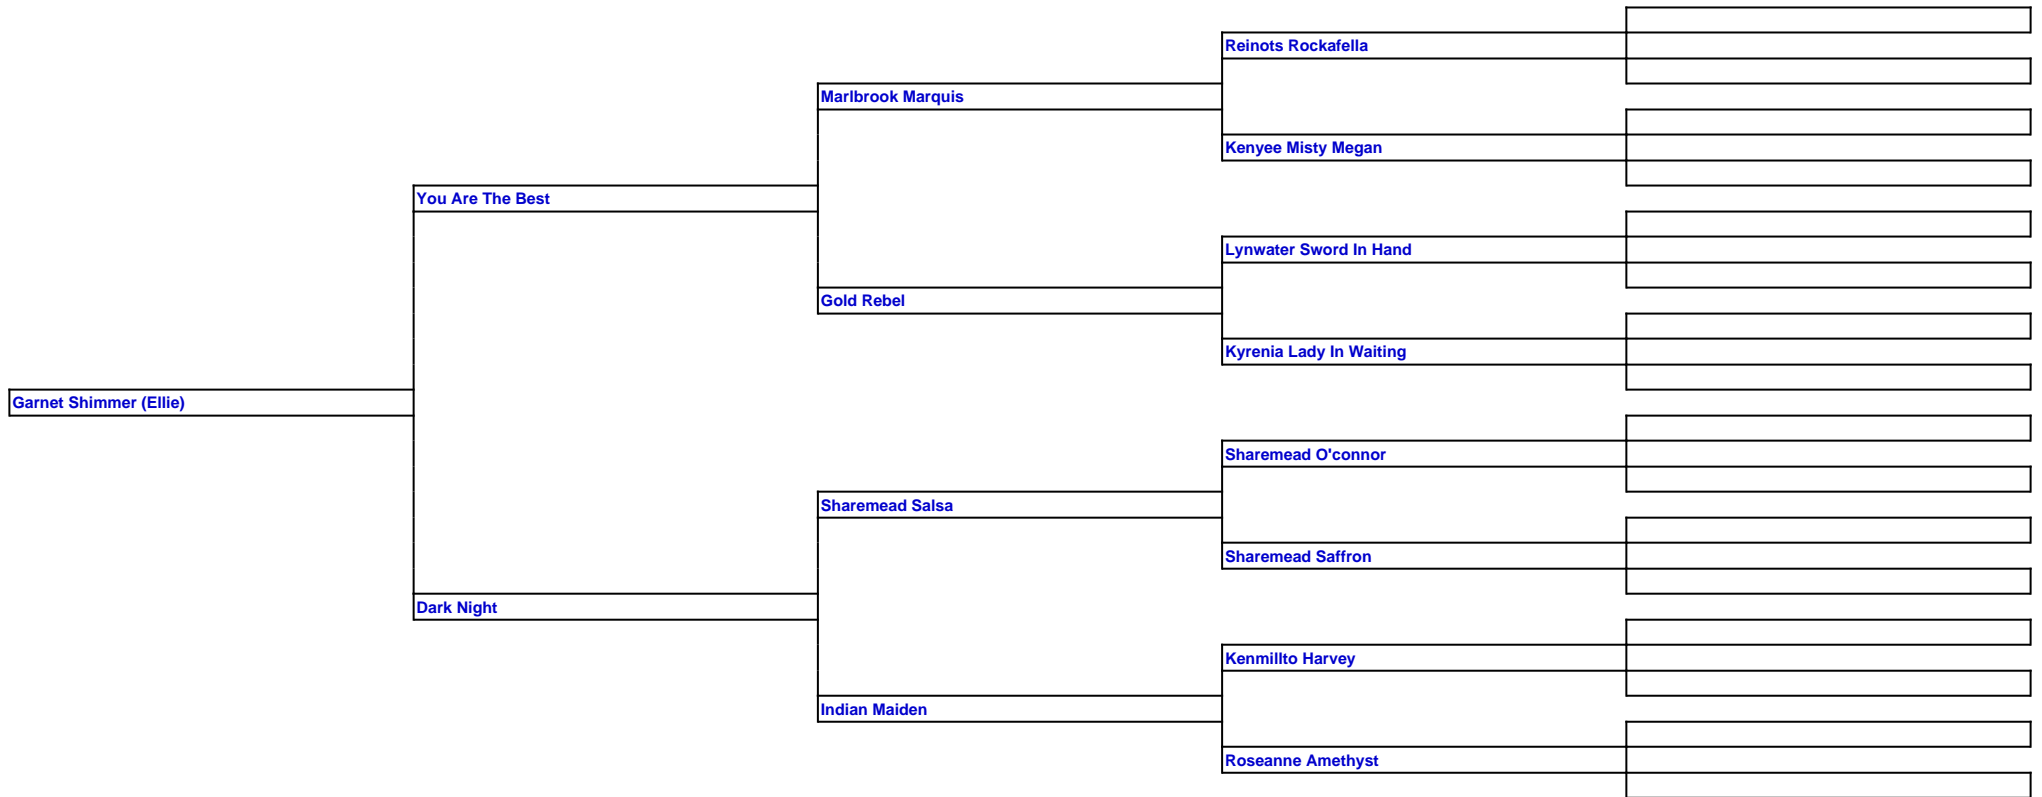 Reinots Rockafella
Marlbrook Marquis
Kenyee Misty Megan
You Are The Best
Lynwater Sword In Hand
Gold Rebel
Kyrenia Lady In Waiting
Garnet Shimmer (Ellie)
Sharemead O'connor
Sharemead Salsa
Sharemead Saffron
Dark Night
Kenmillto Harvey
Indian Maiden
Roseanne Amethyst